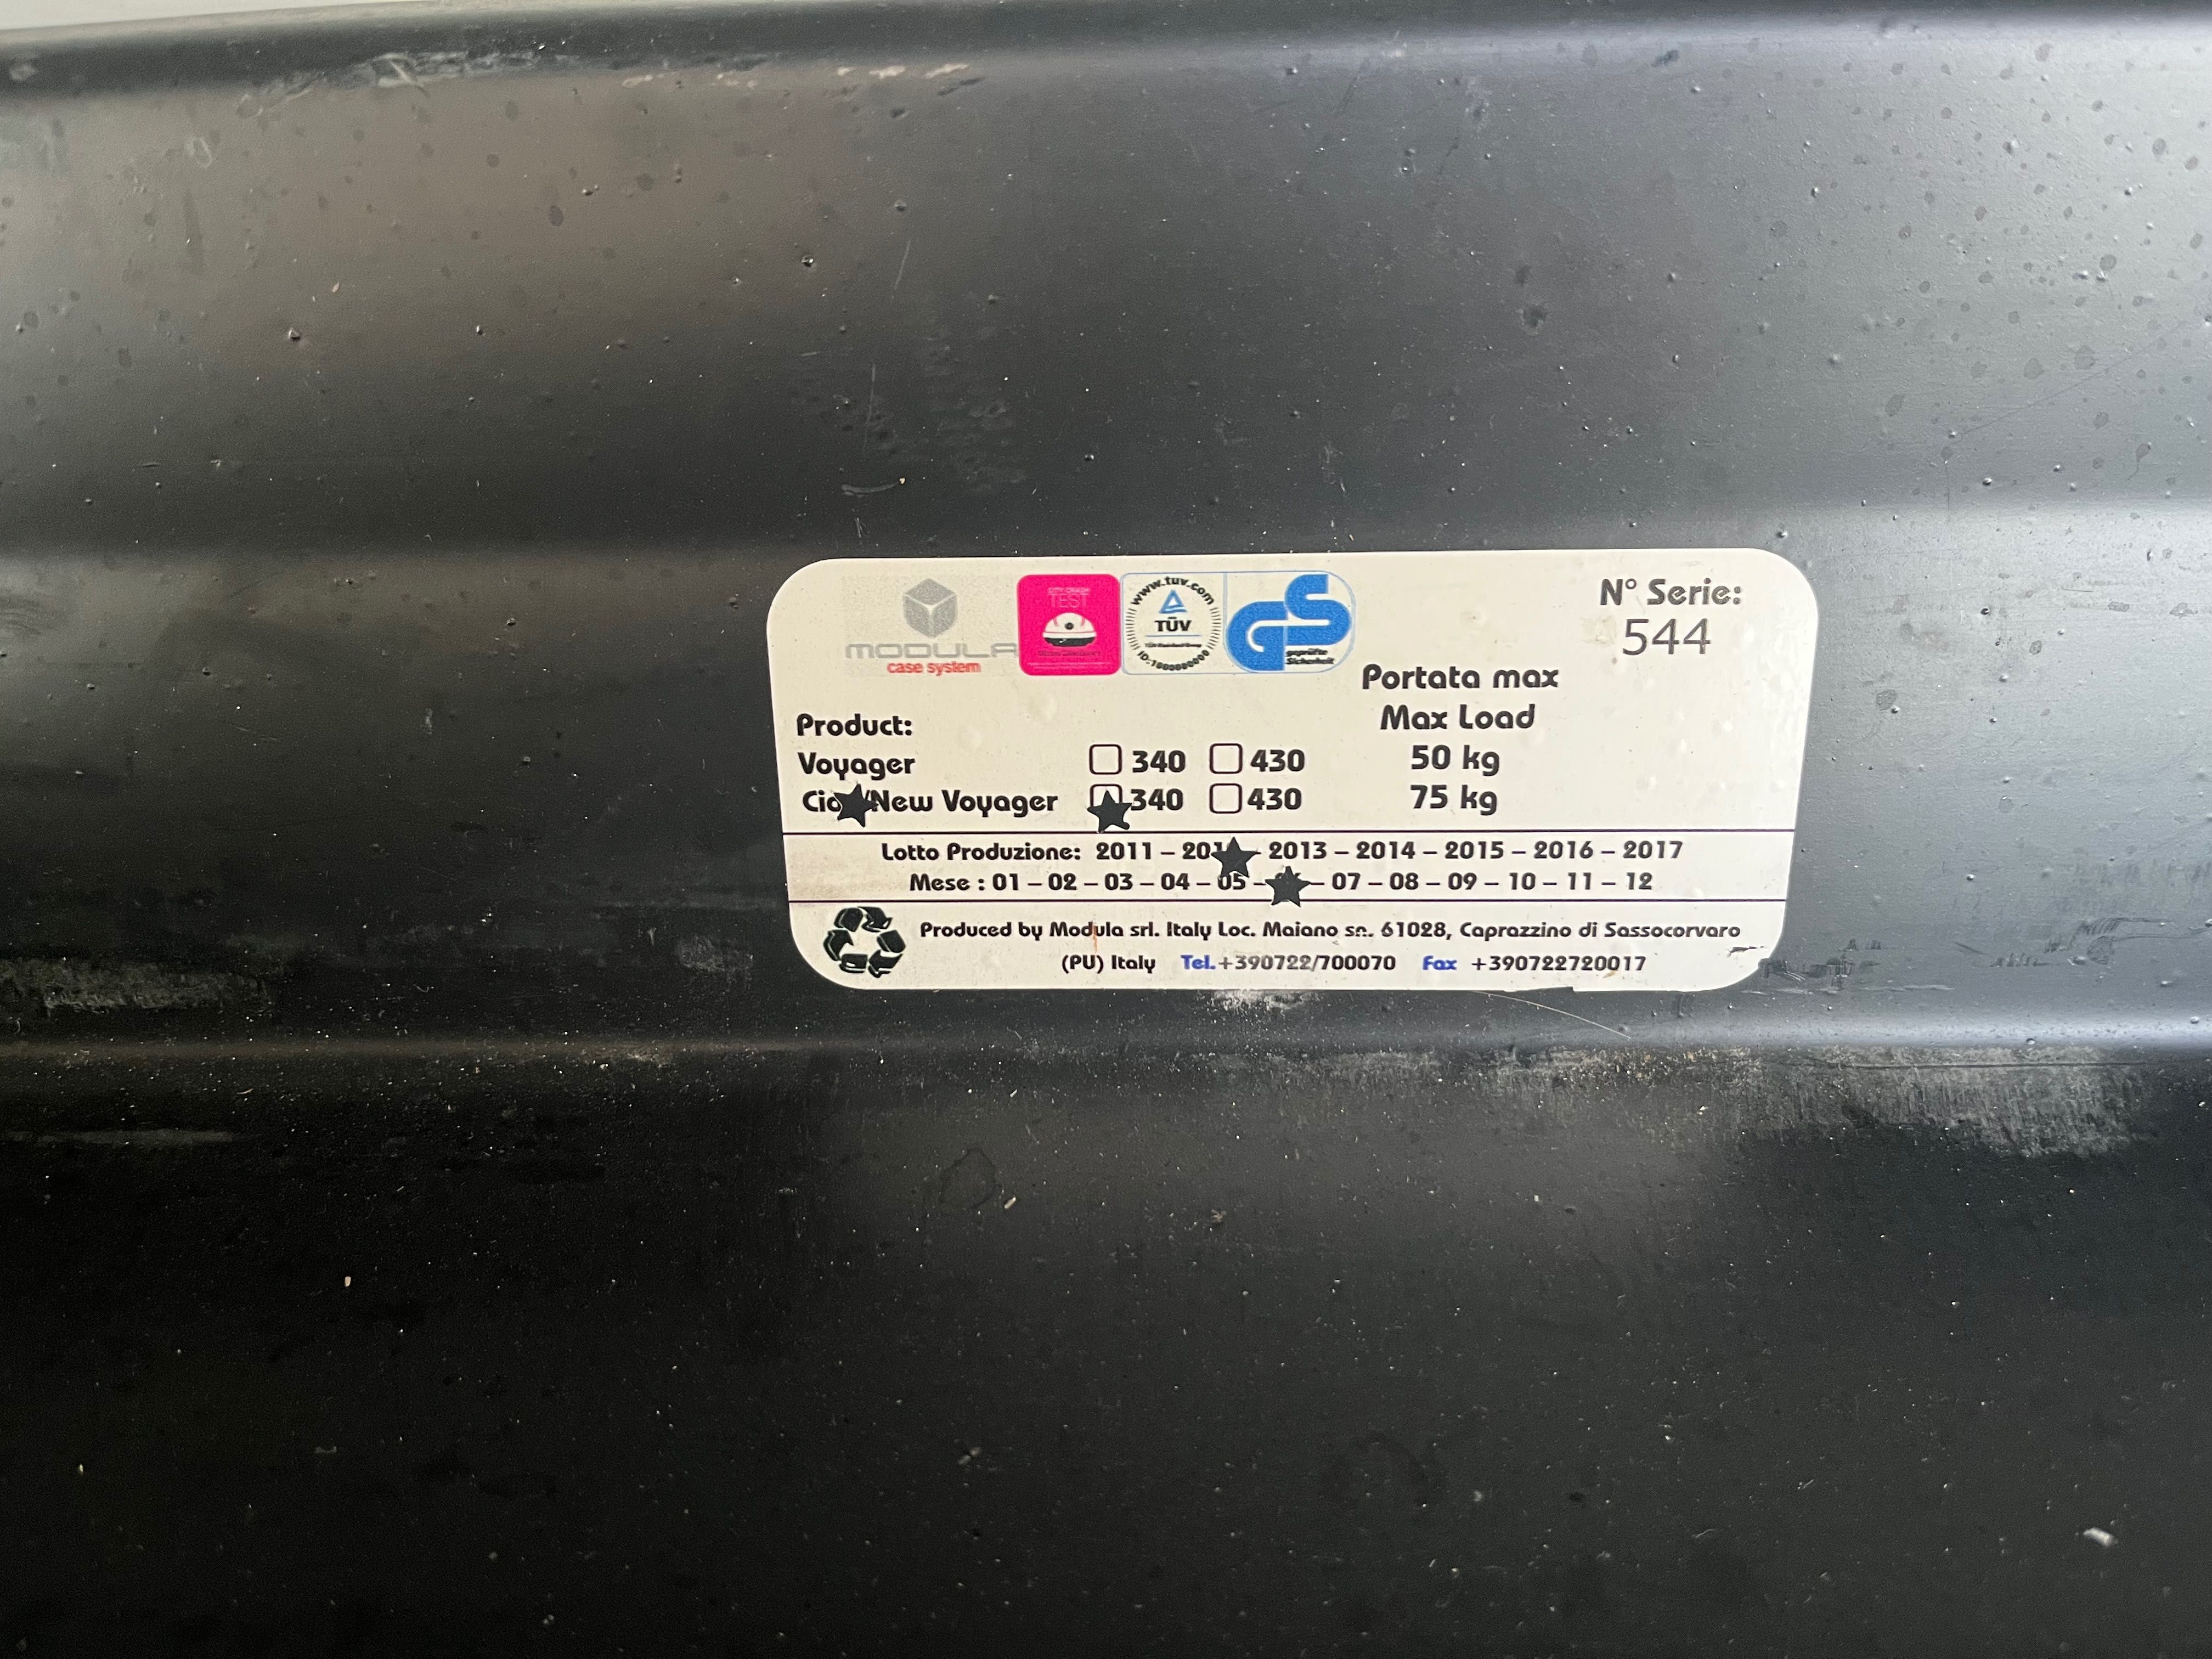 MODULA
case system
TEST
www.tuv.com
TÜV
GS
geprüfte
Sicherheit
N° Serie:
544
Portata max
Max Load
Product:
Voyager 340 430 50 kg
New Voyager 340 430 75 kg
Lotto Produzione: 2011 – – 2013 – 2014 – 2015 – 2016 – 2017
Mese : 01 – 02 – 03 – 04 – 05 – – 07 – 08 – 09 – 10 – 11 – 12
Produced by Modula srl. Italy Loc. Maiano sn. 61028, Caprazzino di Sassocorvaro
(PU) Italy Tel.+390722/700070 Fax +390722720017